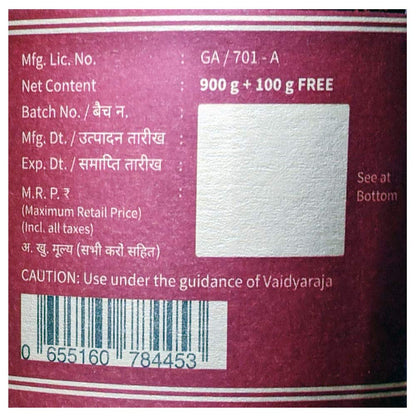 Mfg. Lic. No. : GA / 701 - A
Net Content : 900 g + 100 g FREE
Batch No. / बैच न. :
Mfg. Dt. / उत्पादन तारीख :
Exp. Dt. / समाप्ति तारीख :
See at
Bottom
M.R. P. ₹
(Maximum Retail Price)
(Incl. all taxes)
अ. खु. मूल्य (सभी करो सहित)
CAUTION: Use under the guidance of Vaidyaraja
0 655160 784453